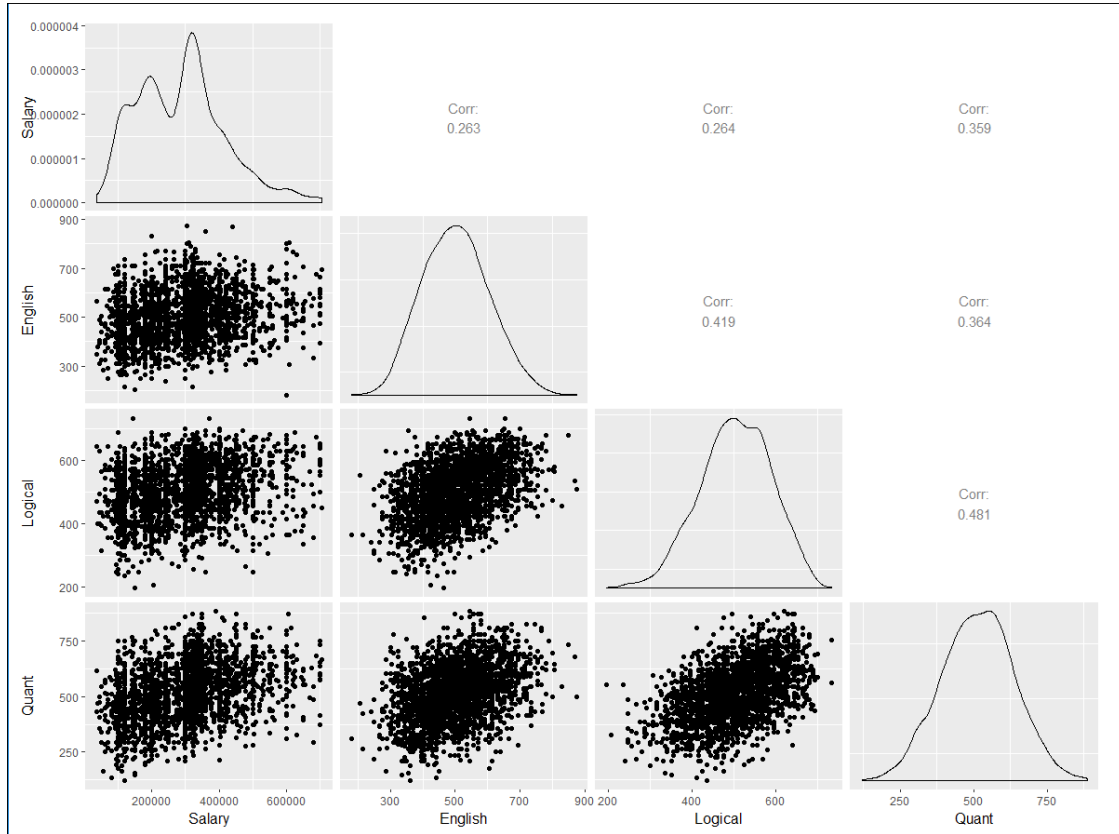 0.000004
0.000003
0.000002
0.000001
0.000000
Salary
Corr:
0.263
Corr:
0.264
Corr:
0.359
900
700
500
300
English
Corr:
0.419
Corr:
0.364
600
400
200
Logical
Corr:
0.481
750
500
250
Quant
200000 400000 600000
300 500 700 900
200 400 600
250 500 750
Salary English Logical Quant